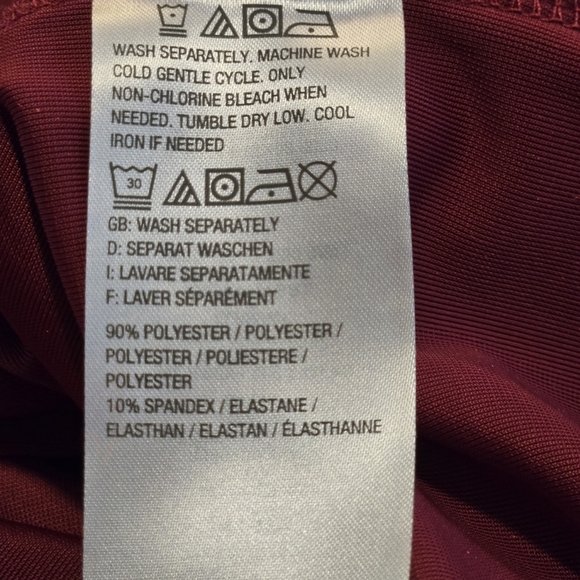 WASH SEPARATELY. MACHINE WASH
COLD GENTLE CYCLE. ONLY
NON-CHLORINE BLEACH WHEN
NEEDED. TUMBLE DRY LOW. COOL
IRON IF NEEDED
30
GB: WASH SEPARATELY
D: SEPARAT WASCHEN
I: LAVARE SEPARATAMENTE
F: LAVER SÉPARÉMENT
90% POLYESTER / POLYESTER /
POLYESTER / POLIESTERE /
POLYESTER
10% SPANDEX / ELASTANE /
ELASTHAN / ELASTAN / ÉLASTHANNE